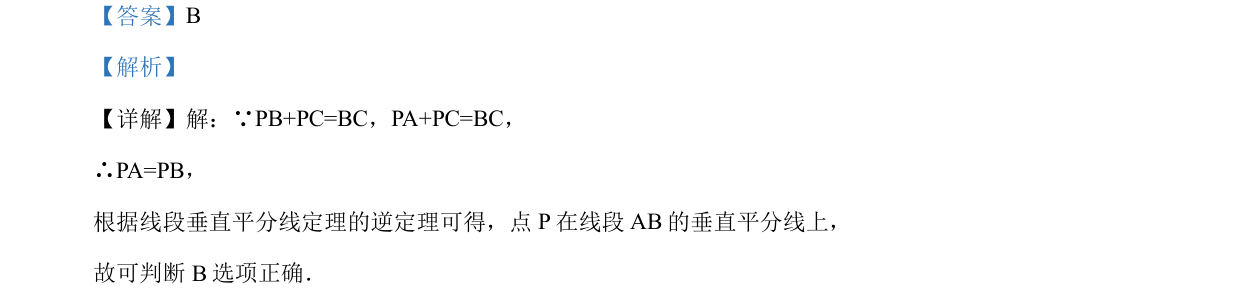 【答案】B
【解析】
【详解】解：∵PB+PC=BC，PA+PC=BC，
∴PA=PB，
根据线段垂直平分线定理的逆定理可得，点 P 在线段 AB 的垂直平分线上，
故可判断 B 选项正确．